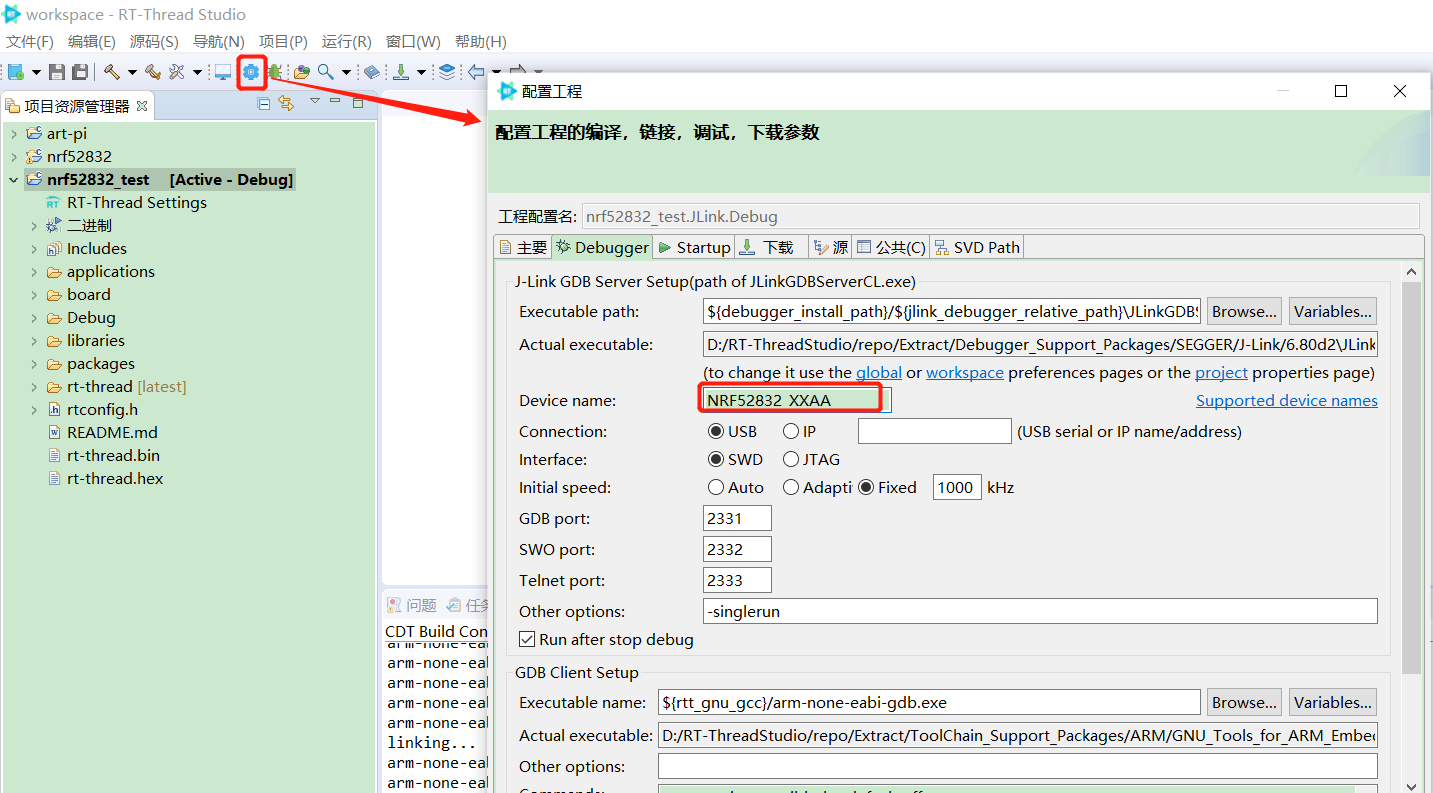 workspace - RT-Thread Studio
文件(F) 编辑(E) 源码(S) 导航(N) 项目(P) 运行(R) 窗口(W) 帮助(H)
项目资源管理器
art-pi
nrf52832
nrf52832_test [Active - Debug]
RT-Thread Settings
二进制
Includes
applications
board
Debug
libraries
packages
rt-thread [latest]
rtconfig.h
README.md
rt-thread.bin
rt-thread.hex
问题 任务
CDT Build Con
arm-none-eab
arm-none-eab
arm-none-eab
arm-none-eab
arm-none-eab
linking...
arm-none-eab
arm-none-eab
配置工程
配置工程的编译，链接，调试，下载参数
工程配置名: nrf52832_test.JLink.Debug
主要 Debugger Startup 下载 源 公共(C) SVD Path
J-Link GDB Server Setup(path of JLinkGDBServerCL.exe)
Executable path: ${debugger_install_path}/${jlink_debugger_relative_path}\JLinkGDBS Browse... Variables...
Actual executable: D:/RT-ThreadStudio/repo/Extract/Debugger_Support_Packages/SEGGER/J-Link/6.80d2\JLink
(to change it use the global or workspace preferences pages or the project properties page)
Device name: NRF52832_XXAA Supported device names
Connection: USB IP (USB serial or IP name/address)
Interface: SWD JTAG
Initial speed: Auto Adapti Fixed 1000 kHz
GDB port: 2331
SWO port: 2332
Telnet port: 2333
Other options: -singlerun
Run after stop debug
GDB Client Setup
Executable name: ${rtt_gnu_gcc}/arm-none-eabi-gdb.exe Browse... Variables...
Actual executable: D:/RT-ThreadStudio/repo/Extract/ToolChain_Support_Packages/ARM/GNU_Tools_for_ARM_Embe
Other options: